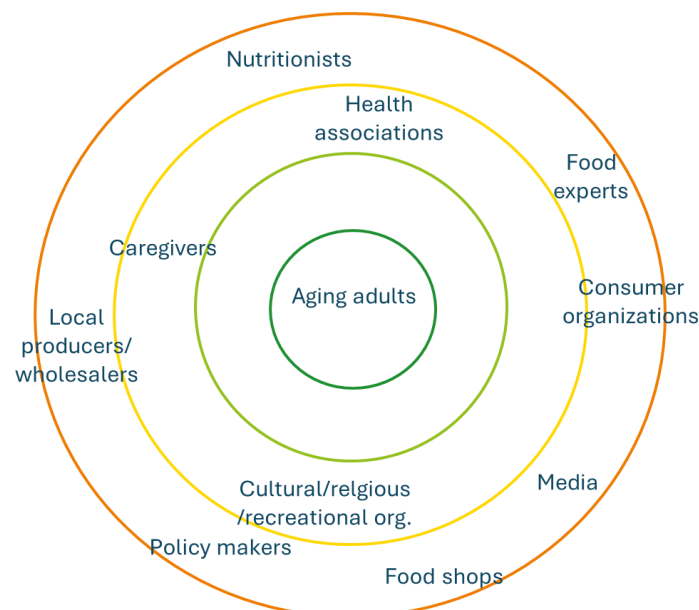 Nutritionists
Health
associations
Food
experts
Caregivers
Aging adults
Consumer
organizations
Local
producers/
wholesalers
Cultural/relgious
/recreational org.
Media
Policy makers
Food shops